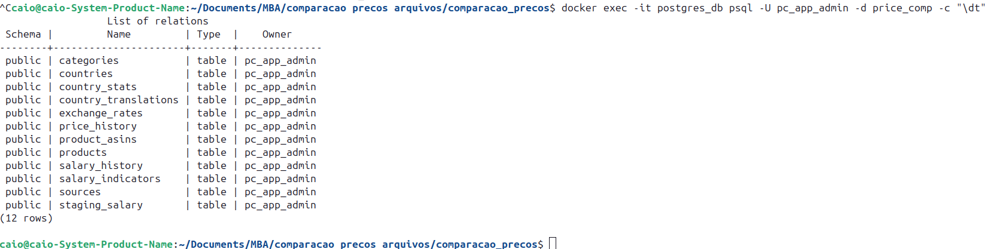 ^Ccaio@caio-System-Product-Name:~/Documents/MBA/comparacao precos arquivos/comparacao_precos$ docker exec -it postgres_db psql -U pc_app_admin -d price_comp -c "\dt"
                  List of relations
 Schema |         Name         | Type  |    Owner
--------+----------------------+-------+--------------
 public | categories           | table | pc_app_admin
 public | countries            | table | pc_app_admin
 public | country_stats        | table | pc_app_admin
 public | country_translations | table | pc_app_admin
 public | exchange_rates       | table | pc_app_admin
 public | price_history        | table | pc_app_admin
 public | product_asins        | table | pc_app_admin
 public | products             | table | pc_app_admin
 public | salary_history       | table | pc_app_admin
 public | salary_indicators    | table | pc_app_admin
 public | sources              | table | pc_app_admin
 public | staging_salary       | table | pc_app_admin
(12 rows)
caio@caio-System-Product-Name:~/Documents/MBA/comparacao precos arquivos/comparacao_precos$